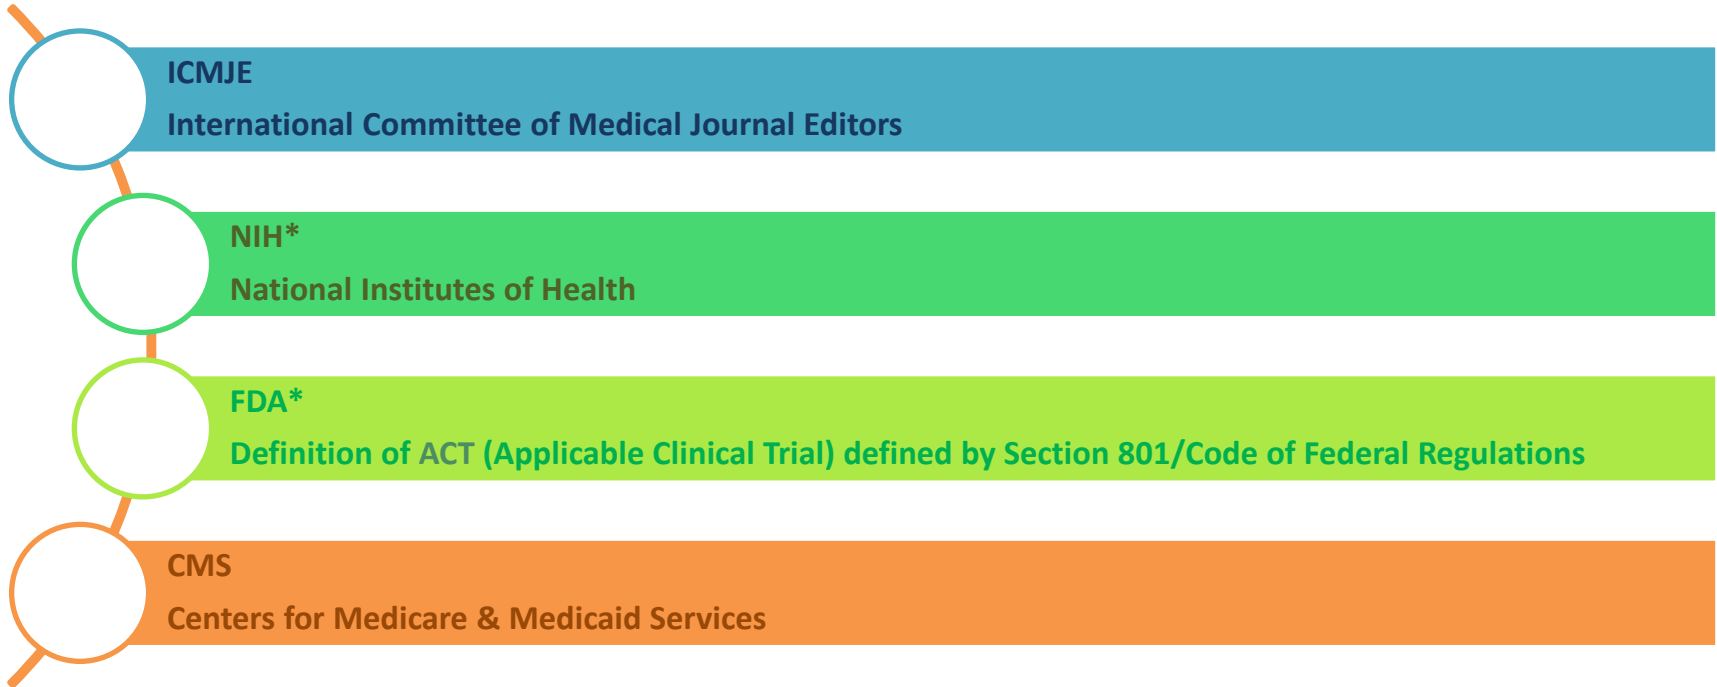 ICMJE
International Committee of Medical Journal Editors
NIH*
National Institutes of Health
FDA*
Definition of ACT (Applicable Clinical Trial) defined by Section 801/Code of Federal Regulations
CMS
Centers for Medicare & Medicaid Services